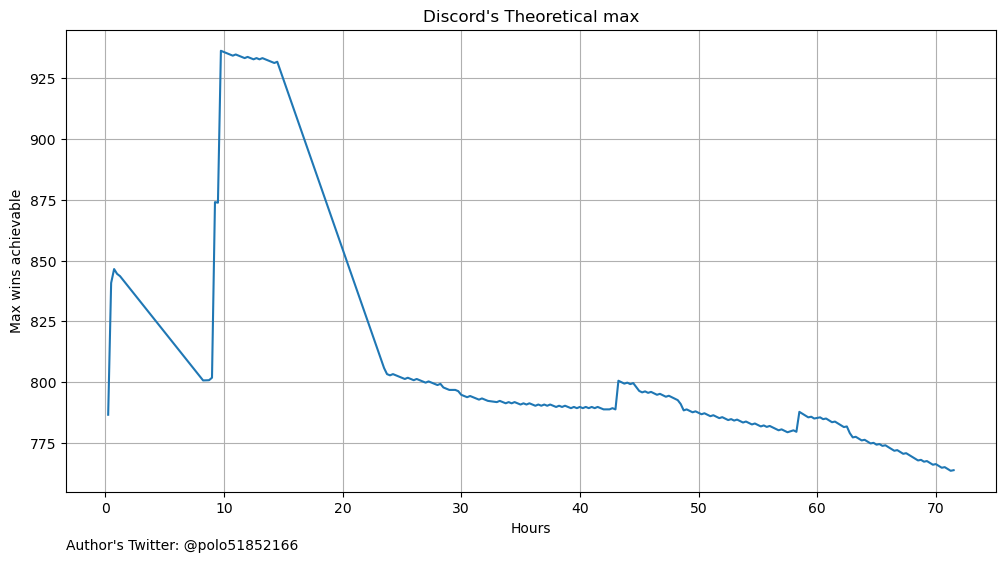 Discord's Theoretical max
925
900
875
850
825
800
775
Max wins achievable
0 10 20 30 40 50 60 70
Hours
Author's Twitter: @polo51852166